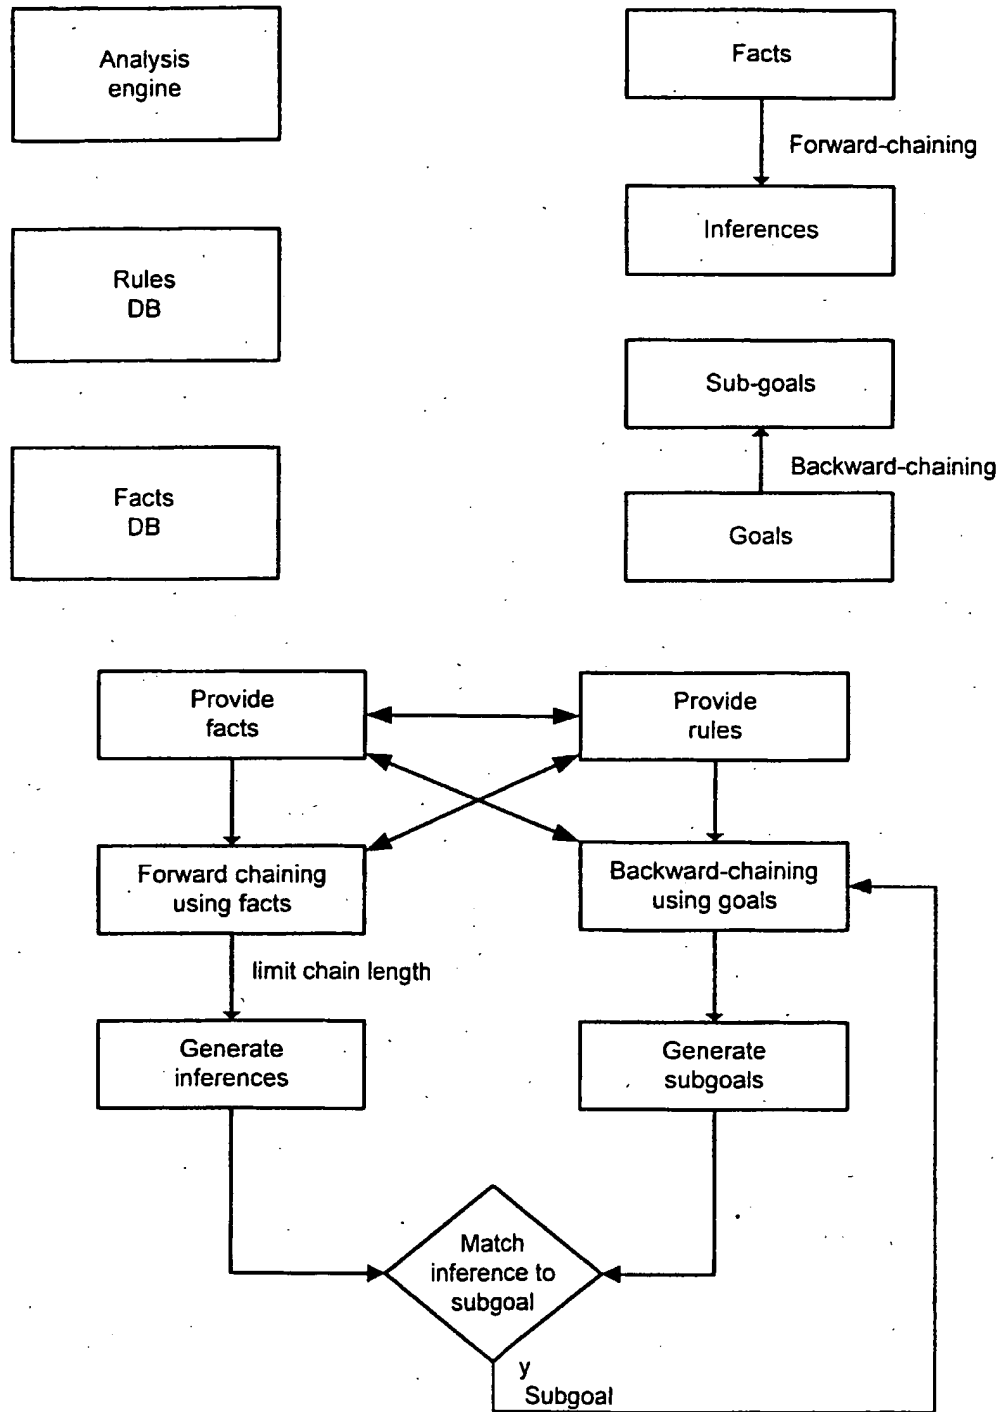 Analysis
engine
Facts
Forward-chaining
Inferences
Rules
DB
Sub-goals
Backward-chaining
Facts
DB
Goals
Provide
facts
Provide
rules
Forward chaining
using facts
Backward-chaining
using goals
limit chain length
Generate
inferences
Generate
subgoals
Match
inference to
subgoal
y
Subgoal